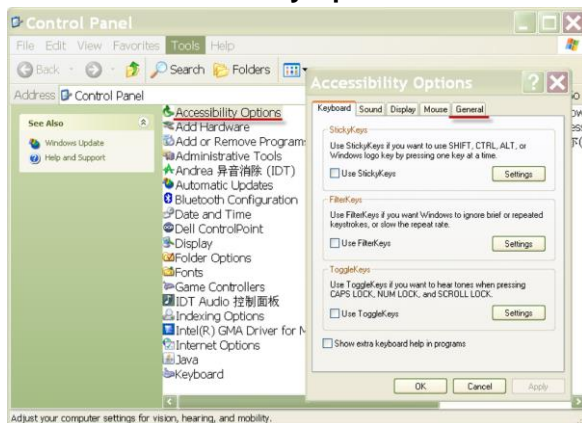 Control Panel
File Edit View Favorites Tools Help
Back Search Folders
Address Control Panel
See Also
Windows Update
Help and Support
Accessibility Options
Add Hardware
Add or Remove Program
Administrative Tools
Andrea 异音消除 (IDT)
Automatic Updates
Bluetooth Configuration
Date and Time
Dell ControlPoint
Display
Folder Options
Fonts
Game Controllers
IDT Audio 控制面板
Indexing Options
Intel(R) GMA Driver for M
Internet Options
Java
Keyboard
Adjust your computer settings for vision, hearing, and mobility.
Accessibility Options
Keyboard Sound Display Mouse General
StickyKeys
Use StickyKeys if you want to use SHIFT, CTRL, ALT, or
Windows logo key by pressing one key at a time.
Use StickyKeys Settings
FilterKeys
Use FilterKeys if you want Windows to ignore brief or repeated
keystrokes, or slow the repeat rate.
Use FilterKeys Settings
ToggleKeys
Use ToggleKeys if you want to hear tones when pressing
CAPS LOCK, NUM LOCK, and SCROLL LOCK.
Use ToggleKeys Settings
Show extra keyboard help in programs
OK Cancel Apply